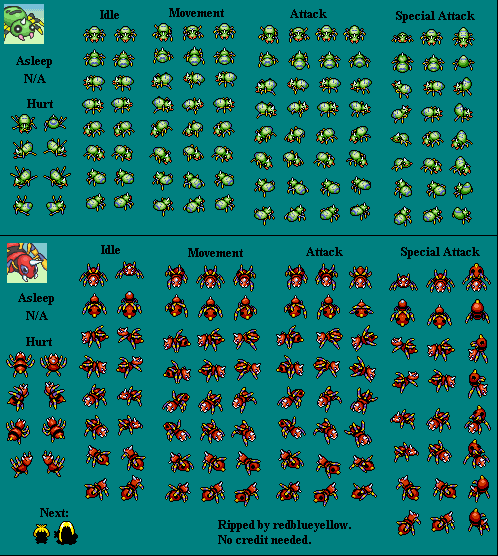 Idle
Movement
Attack
Special Attack
Asleep
N/A
Hurt
Idle
Movement
Attack
Special Attack
Asleep
N/A
Hurt
Next:
Ripped by redblueyellow.
No credit needed.